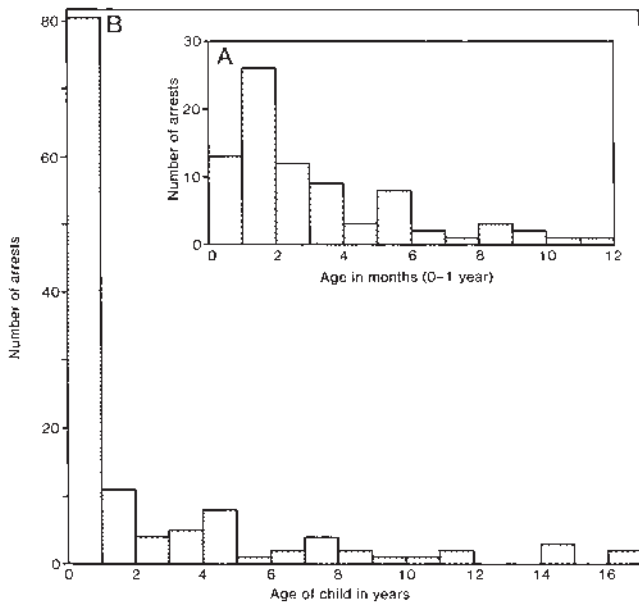 80
B
60
40
20
0
Number of arrests
0 2 4 6 8 10 12 14 16
Age of child in years
A
30
20
10
0
Number of arrests
0 2 4 6 8 10 12
Age in months (0–1 year)